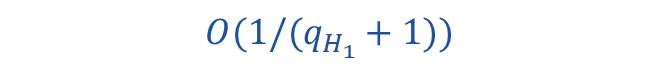 O(1/(q_{H_1} + 1))